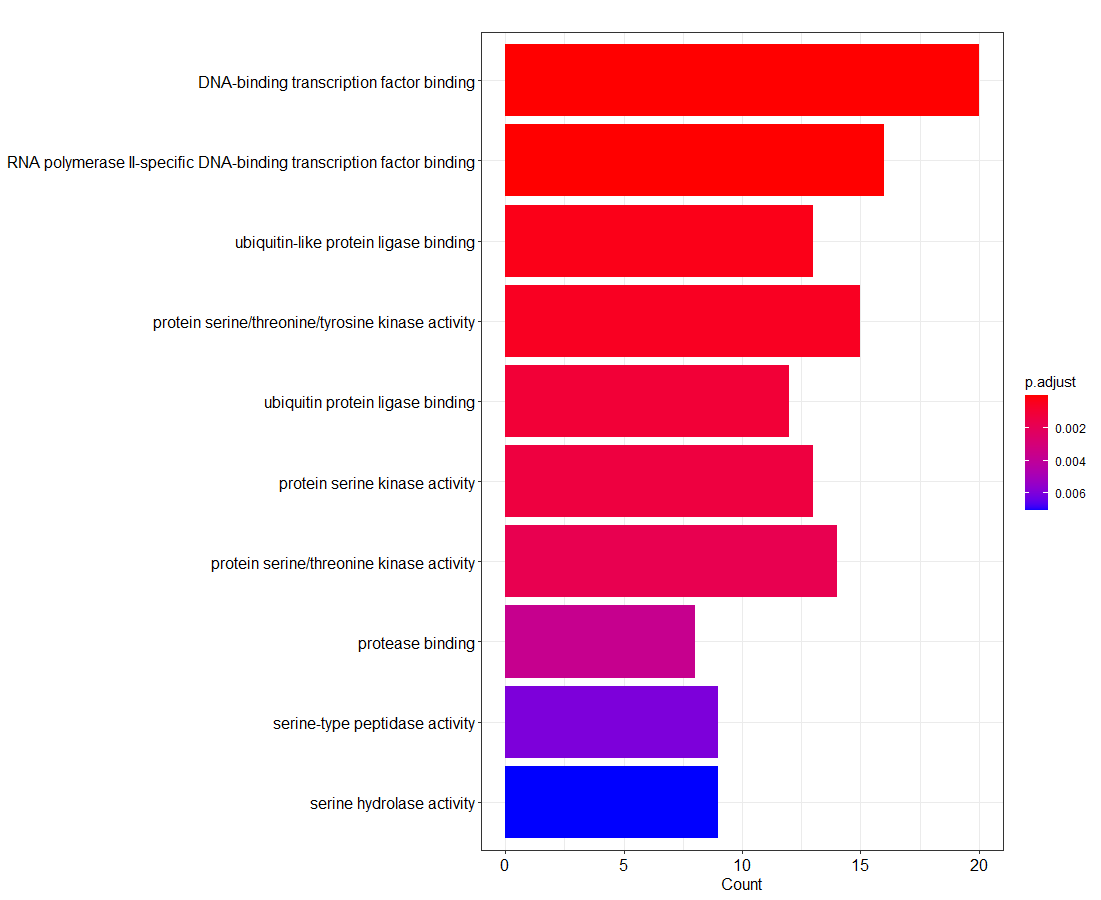 DNA-binding transcription factor binding
RNA polymerase II-specific DNA-binding transcription factor binding
ubiquitin-like protein ligase binding
protein serine/threonine/tyrosine kinase activity
ubiquitin protein ligase binding
protein serine kinase activity
protein serine/threonine kinase activity
protease binding
serine-type peptidase activity
serine hydrolase activity
0 5 10 15 20
Count
p.adjust
0.002
0.004
0.006